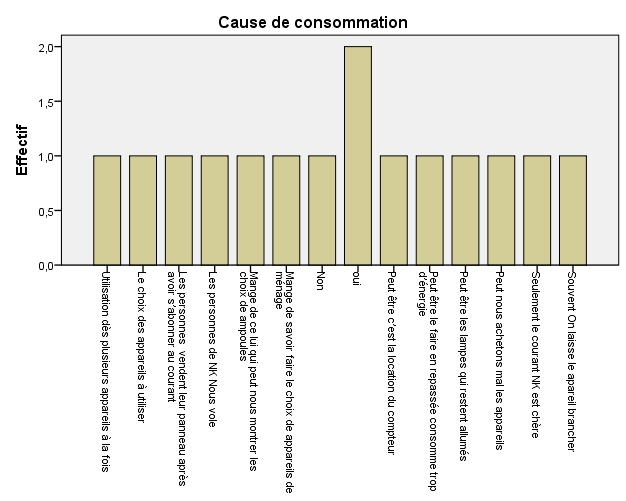 Cause de consommation
Effectif
2,0
1,5
1,0
0,5
0,0
Utilisation dès plusieurs appareils à la fois
Le choix des appareils à utiliser
Les personnes vendent leur panneau après
avoir s'abonner au courant
Les personnes de NK Nous vole
Mange de ce lui qui peut nous montrer les
choix de ampoules
Mange de savoir faire le choix de appareils de
ménage
Non
oui
Peut être c'est la location du compteur
Peut être le faire en repassée consomme trop
d'énergie
Peut être les lampes qui restent allumés
Peut nous achetons mal les appareils
Seulement le courant NK est chère
Souvent On laisse le apareil brancher